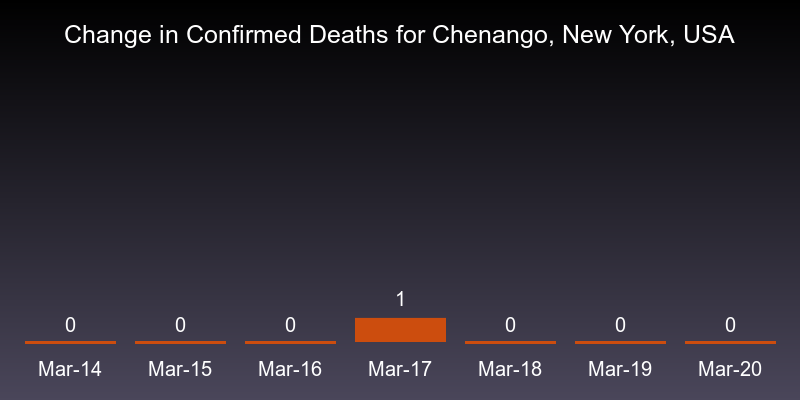 Change in Confirmed Deaths for Chenango, New York, USA
1
0 0 0 0 0 0
Mar-14 Mar-15 Mar-16 Mar-17 Mar-18 Mar-19 Mar-20